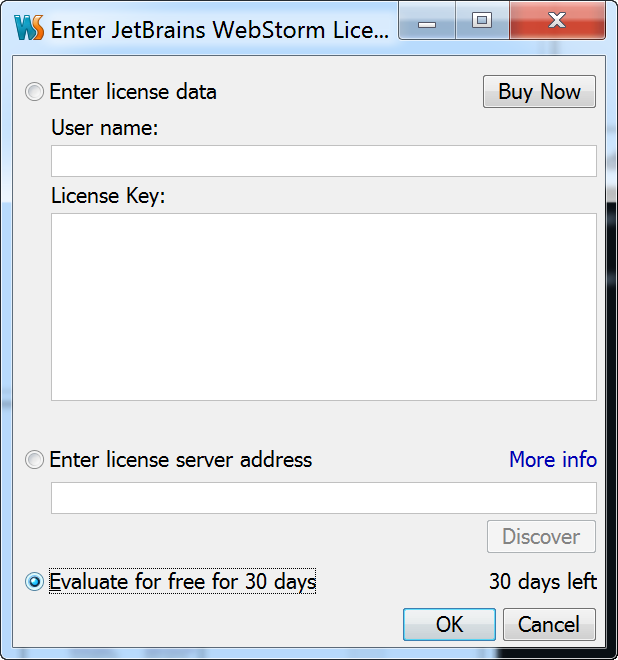 WS Enter JetBrains WebStorm Lice...
Enter license data Buy Now
User name:
License Key:
Enter license server address More info
Discover
Evaluate for free for 30 days 30 days left
OK Cancel